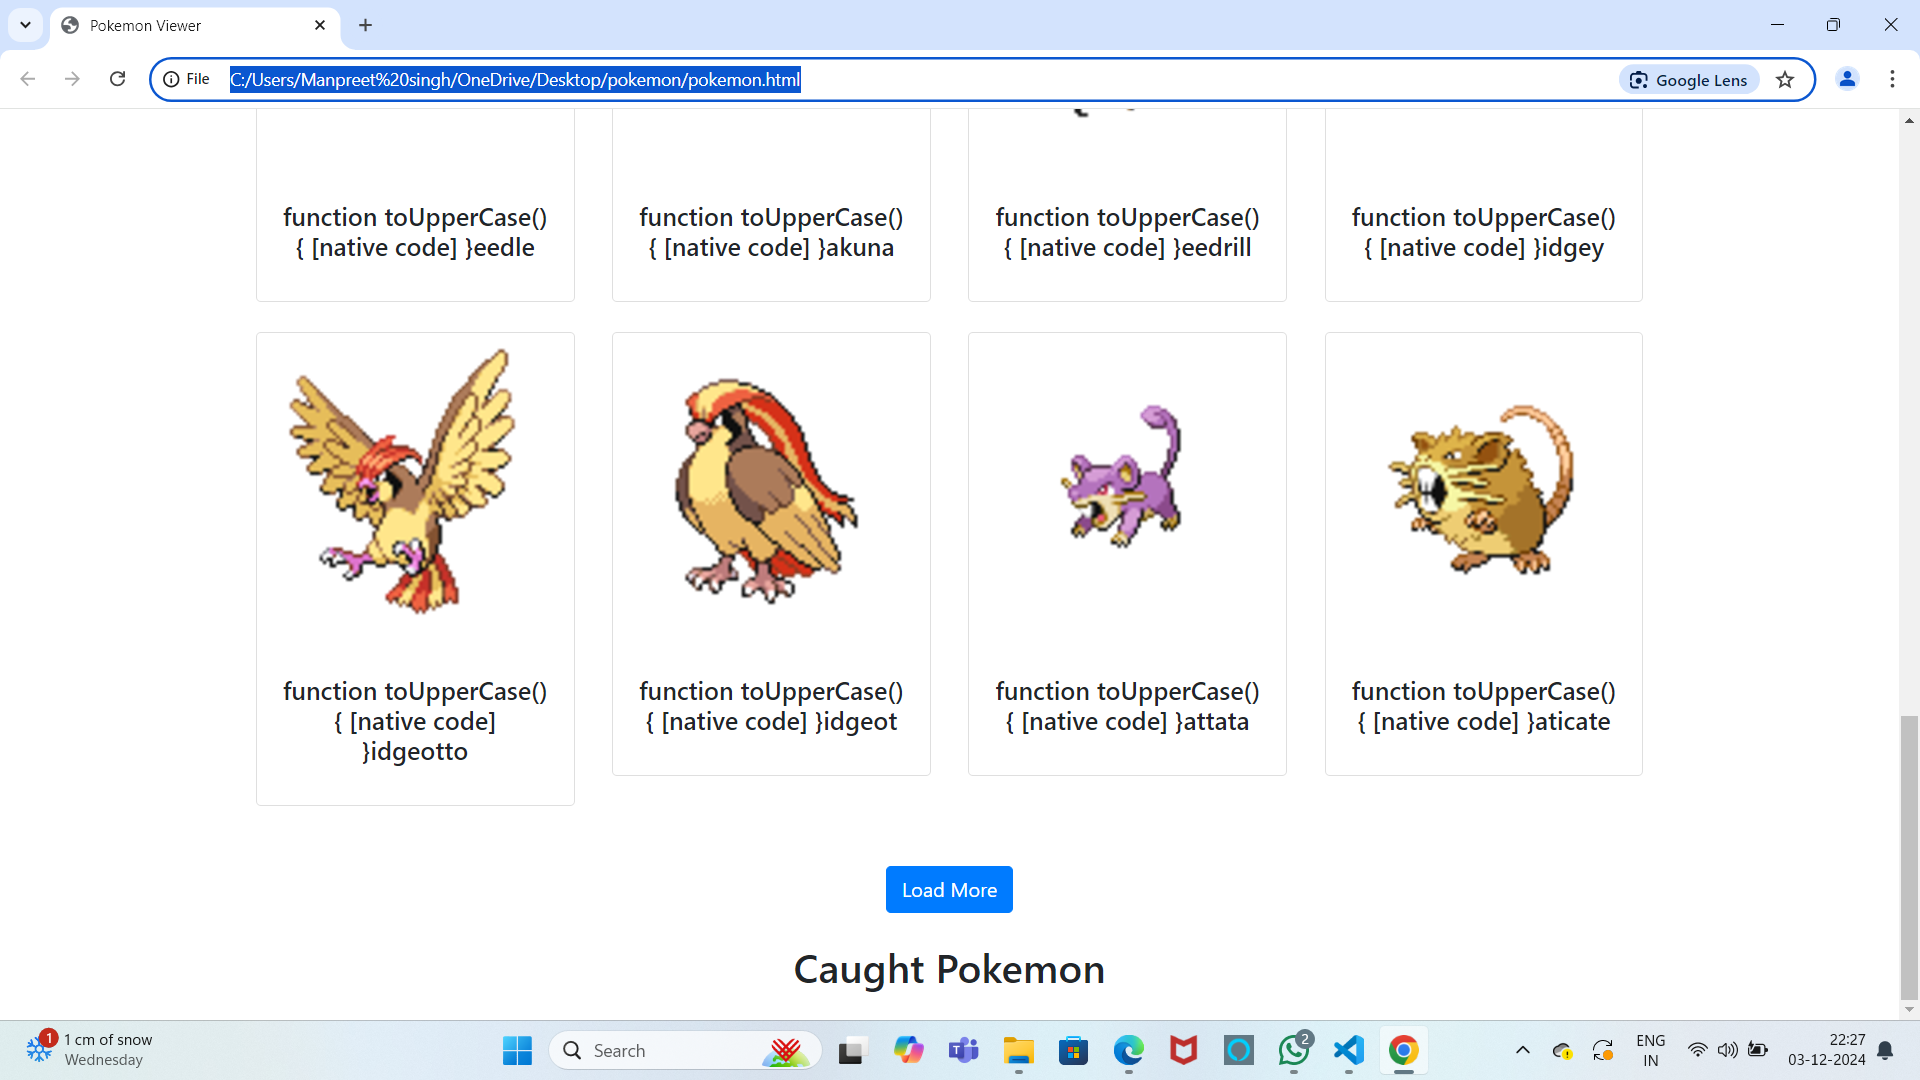 Pokemon Viewer
File
C:/Users/Manpreet%20singh/OneDrive/Desktop/pokemon/pokemon.html
Google Lens
function toUpperCase()
{ [native code] }eedle
function toUpperCase()
{ [native code] }akuna
function toUpperCase()
{ [native code] }eedrill
function toUpperCase()
{ [native code] }idgey
function toUpperCase()
{ [native code]
}idgeotto
function toUpperCase()
{ [native code] }idgeot
function toUpperCase()
{ [native code] }attata
function toUpperCase()
{ [native code] }aticate
Load More
Caught Pokemon
1
1 cm of snow
Wednesday
Search
2
ENG
IN
22:27
03-12-2024